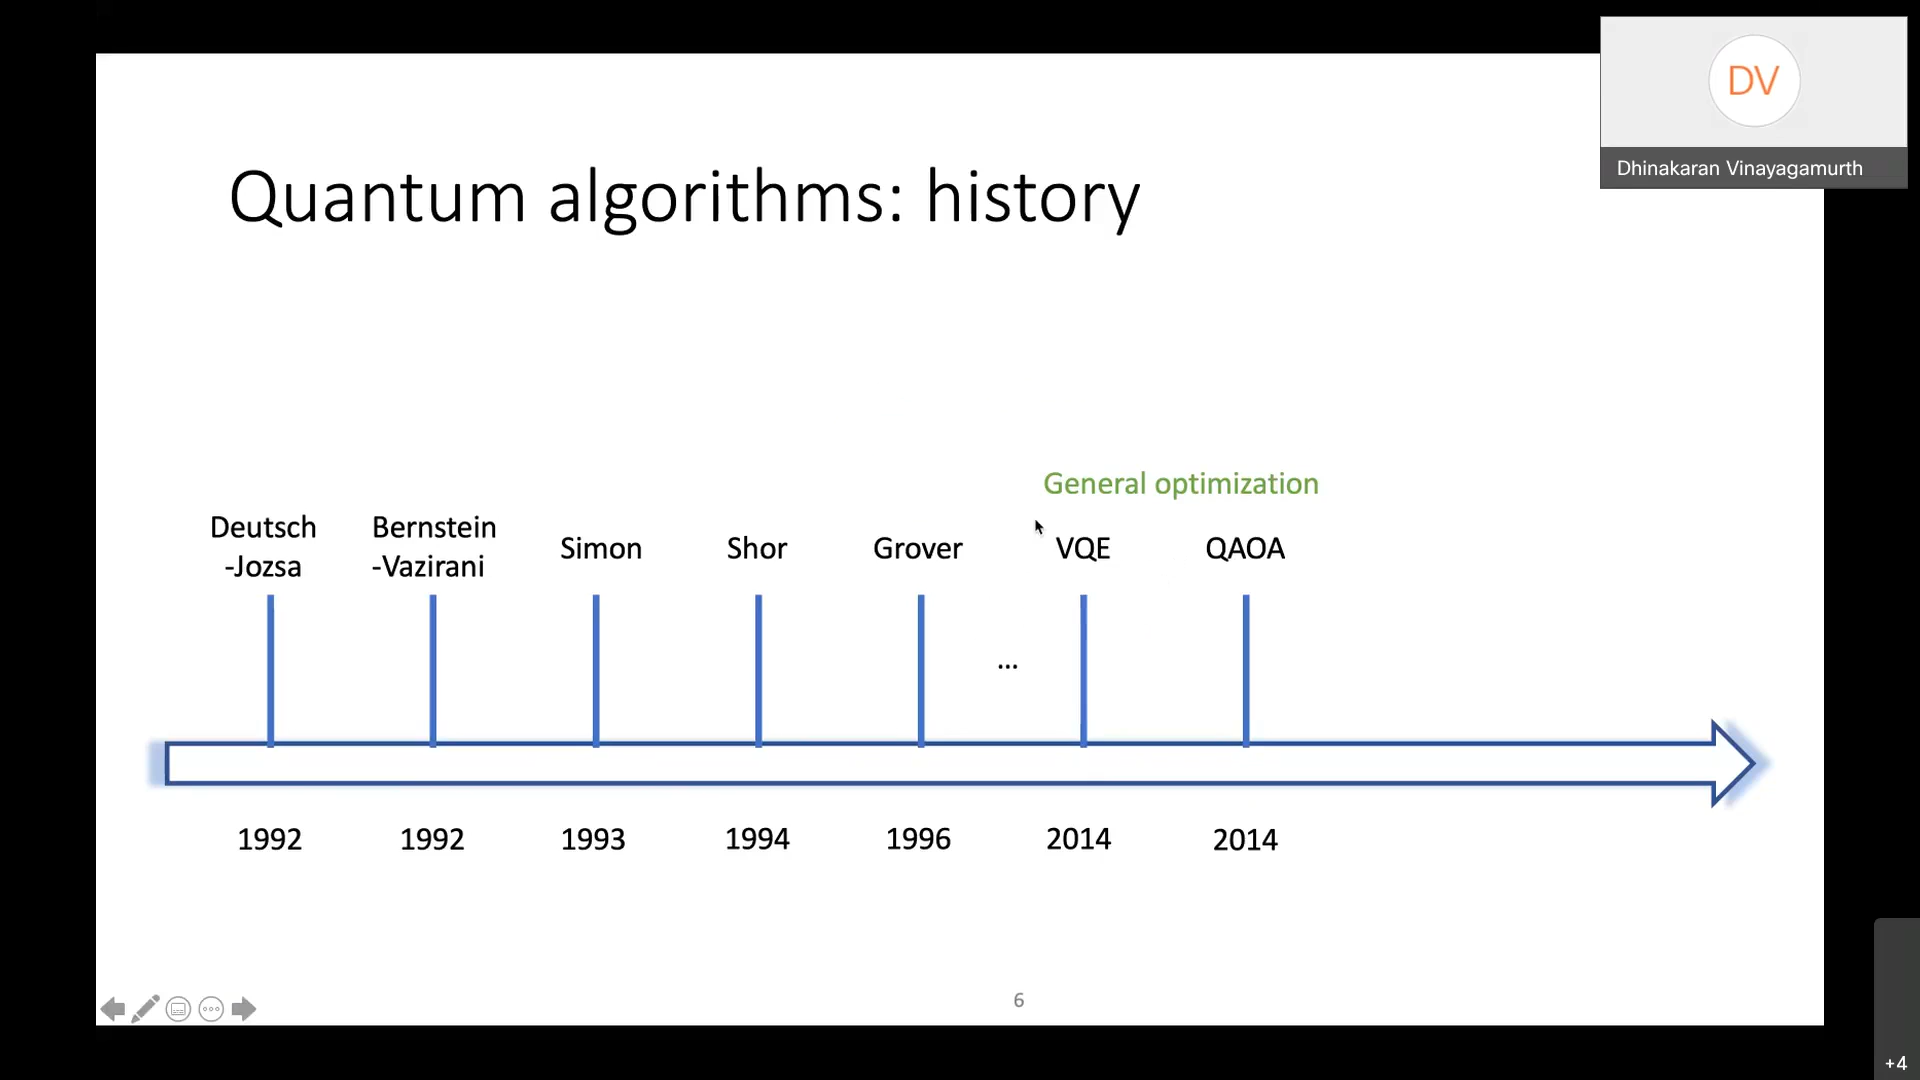 DV
Dhinakaran Vinayagamurth
Quantum algorithms: history
General optimization
Deutsch
-Jozsa
Bernstein
-Vazirani
Simon
Shor
Grover
VQE
QAOA
...
1992
1992
1993
1994
1996
2014
2014
6
+4